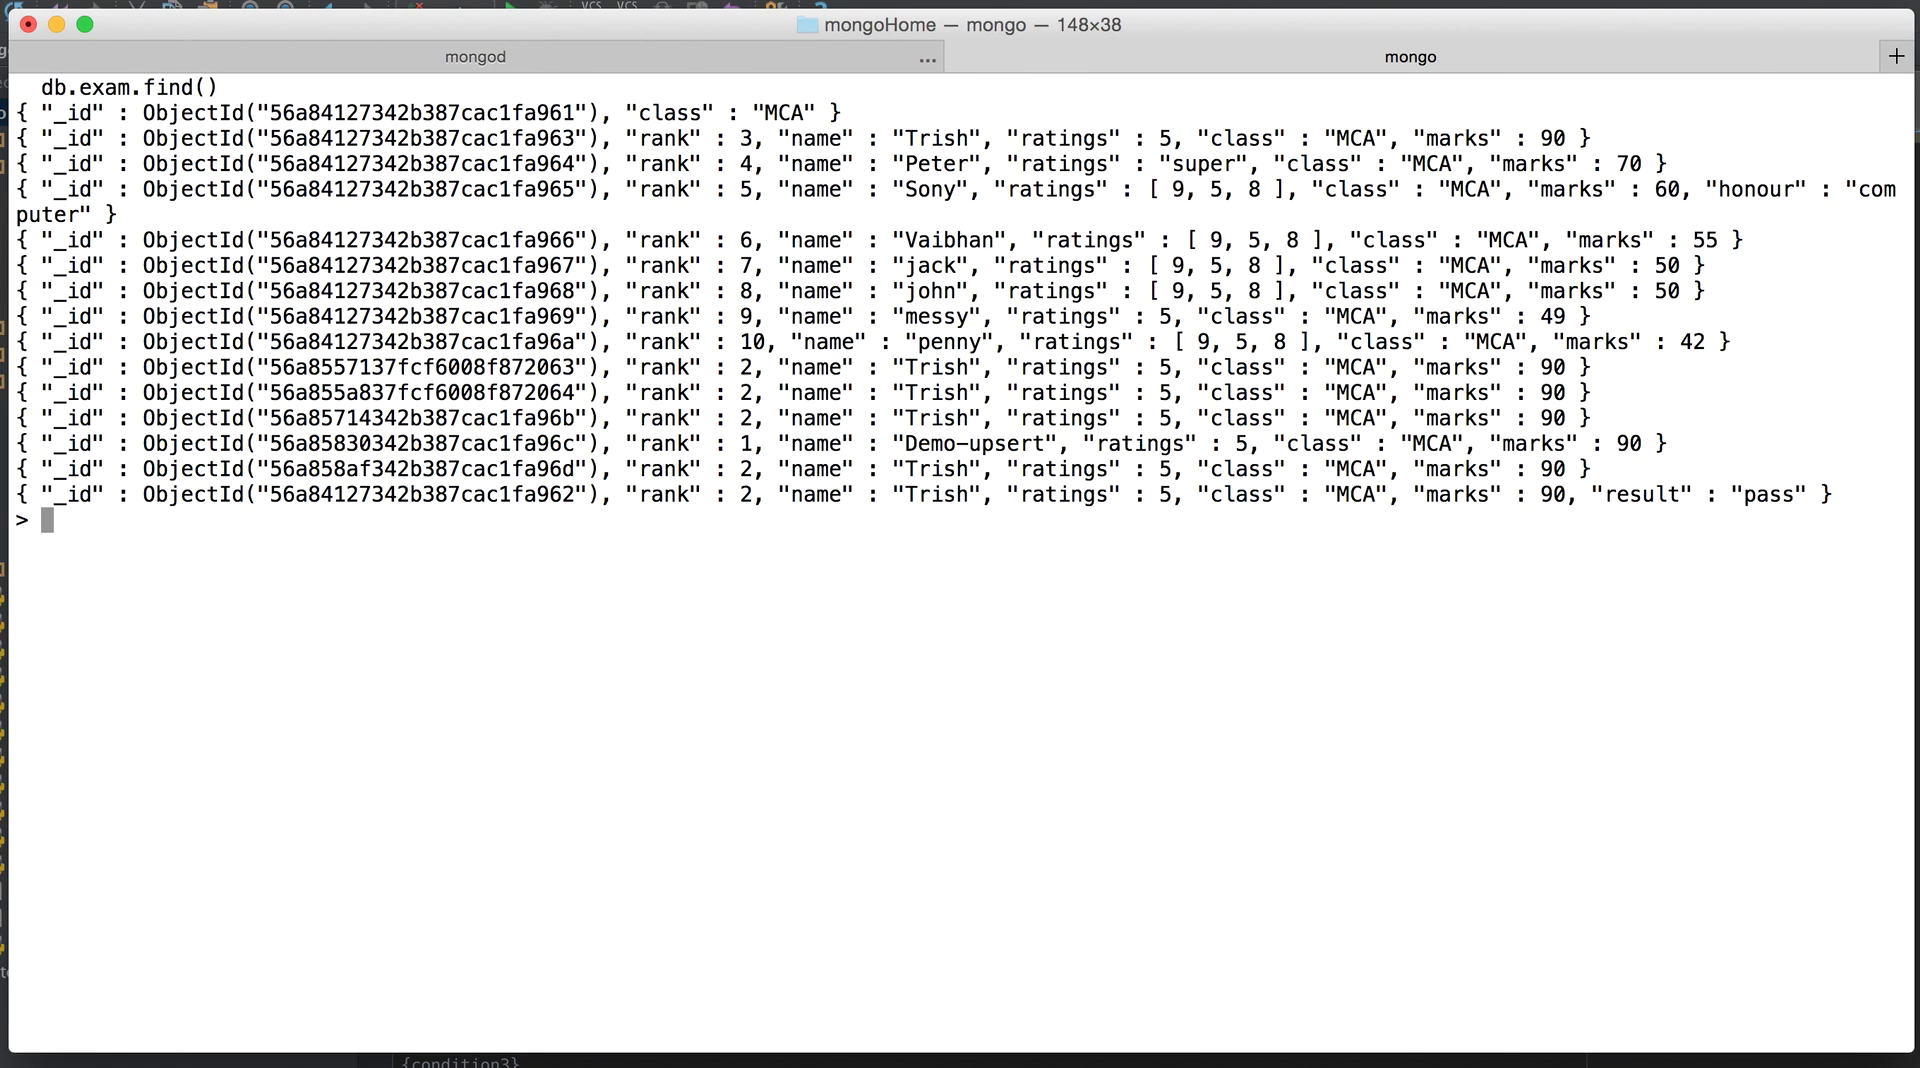 mongoHome — mongo — 148×38
mongod ... mongo +
db.exam.find()
{ "_id" : ObjectId("56a84127342b387cac1fa961"), "class" : "MCA" }
{ "_id" : ObjectId("56a84127342b387cac1fa963"), "rank" : 3, "name" : "Trish", "ratings" : 5, "class" : "MCA", "marks" : 90 }
{ "_id" : ObjectId("56a84127342b387cac1fa964"), "rank" : 4, "name" : "Peter", "ratings" : "super", "class" : "MCA", "marks" : 70 }
{ "_id" : ObjectId("56a84127342b387cac1fa965"), "rank" : 5, "name" : "Sony", "ratings" : [ 9, 5, 8 ], "class" : "MCA", "marks" : 60, "honour" : "com
puter" }
{ "_id" : ObjectId("56a84127342b387cac1fa966"), "rank" : 6, "name" : "Vaibhan", "ratings" : [ 9, 5, 8 ], "class" : "MCA", "marks" : 55 }
{ "_id" : ObjectId("56a84127342b387cac1fa967"), "rank" : 7, "name" : "jack", "ratings" : [ 9, 5, 8 ], "class" : "MCA", "marks" : 50 }
{ "_id" : ObjectId("56a84127342b387cac1fa968"), "rank" : 8, "name" : "john", "ratings" : [ 9, 5, 8 ], "class" : "MCA", "marks" : 50 }
{ "_id" : ObjectId("56a84127342b387cac1fa969"), "rank" : 9, "name" : "messy", "ratings" : 5, "class" : "MCA", "marks" : 49 }
{ "_id" : ObjectId("56a84127342b387cac1fa96a"), "rank" : 10, "name" : "penny", "ratings" : [ 9, 5, 8 ], "class" : "MCA", "marks" : 42 }
{ "_id" : ObjectId("56a8557137fcf6008f872063"), "rank" : 2, "name" : "Trish", "ratings" : 5, "class" : "MCA", "marks" : 90 }
{ "_id" : ObjectId("56a855a837fcf6008f872064"), "rank" : 2, "name" : "Trish", "ratings" : 5, "class" : "MCA", "marks" : 90 }
{ "_id" : ObjectId("56a85714342b387cac1fa96b"), "rank" : 2, "name" : "Trish", "ratings" : 5, "class" : "MCA", "marks" : 90 }
{ "_id" : ObjectId("56a85830342b387cac1fa96c"), "rank" : 1, "name" : "Demo-upsert", "ratings" : 5, "class" : "MCA", "marks" : 90 }
{ "_id" : ObjectId("56a858af342b387cac1fa96d"), "rank" : 2, "name" : "Trish", "ratings" : 5, "class" : "MCA", "marks" : 90 }
{ "_id" : ObjectId("56a84127342b387cac1fa962"), "rank" : 2, "name" : "Trish", "ratings" : 5, "class" : "MCA", "marks" : 90, "result" : "pass" }
>
{condition3}